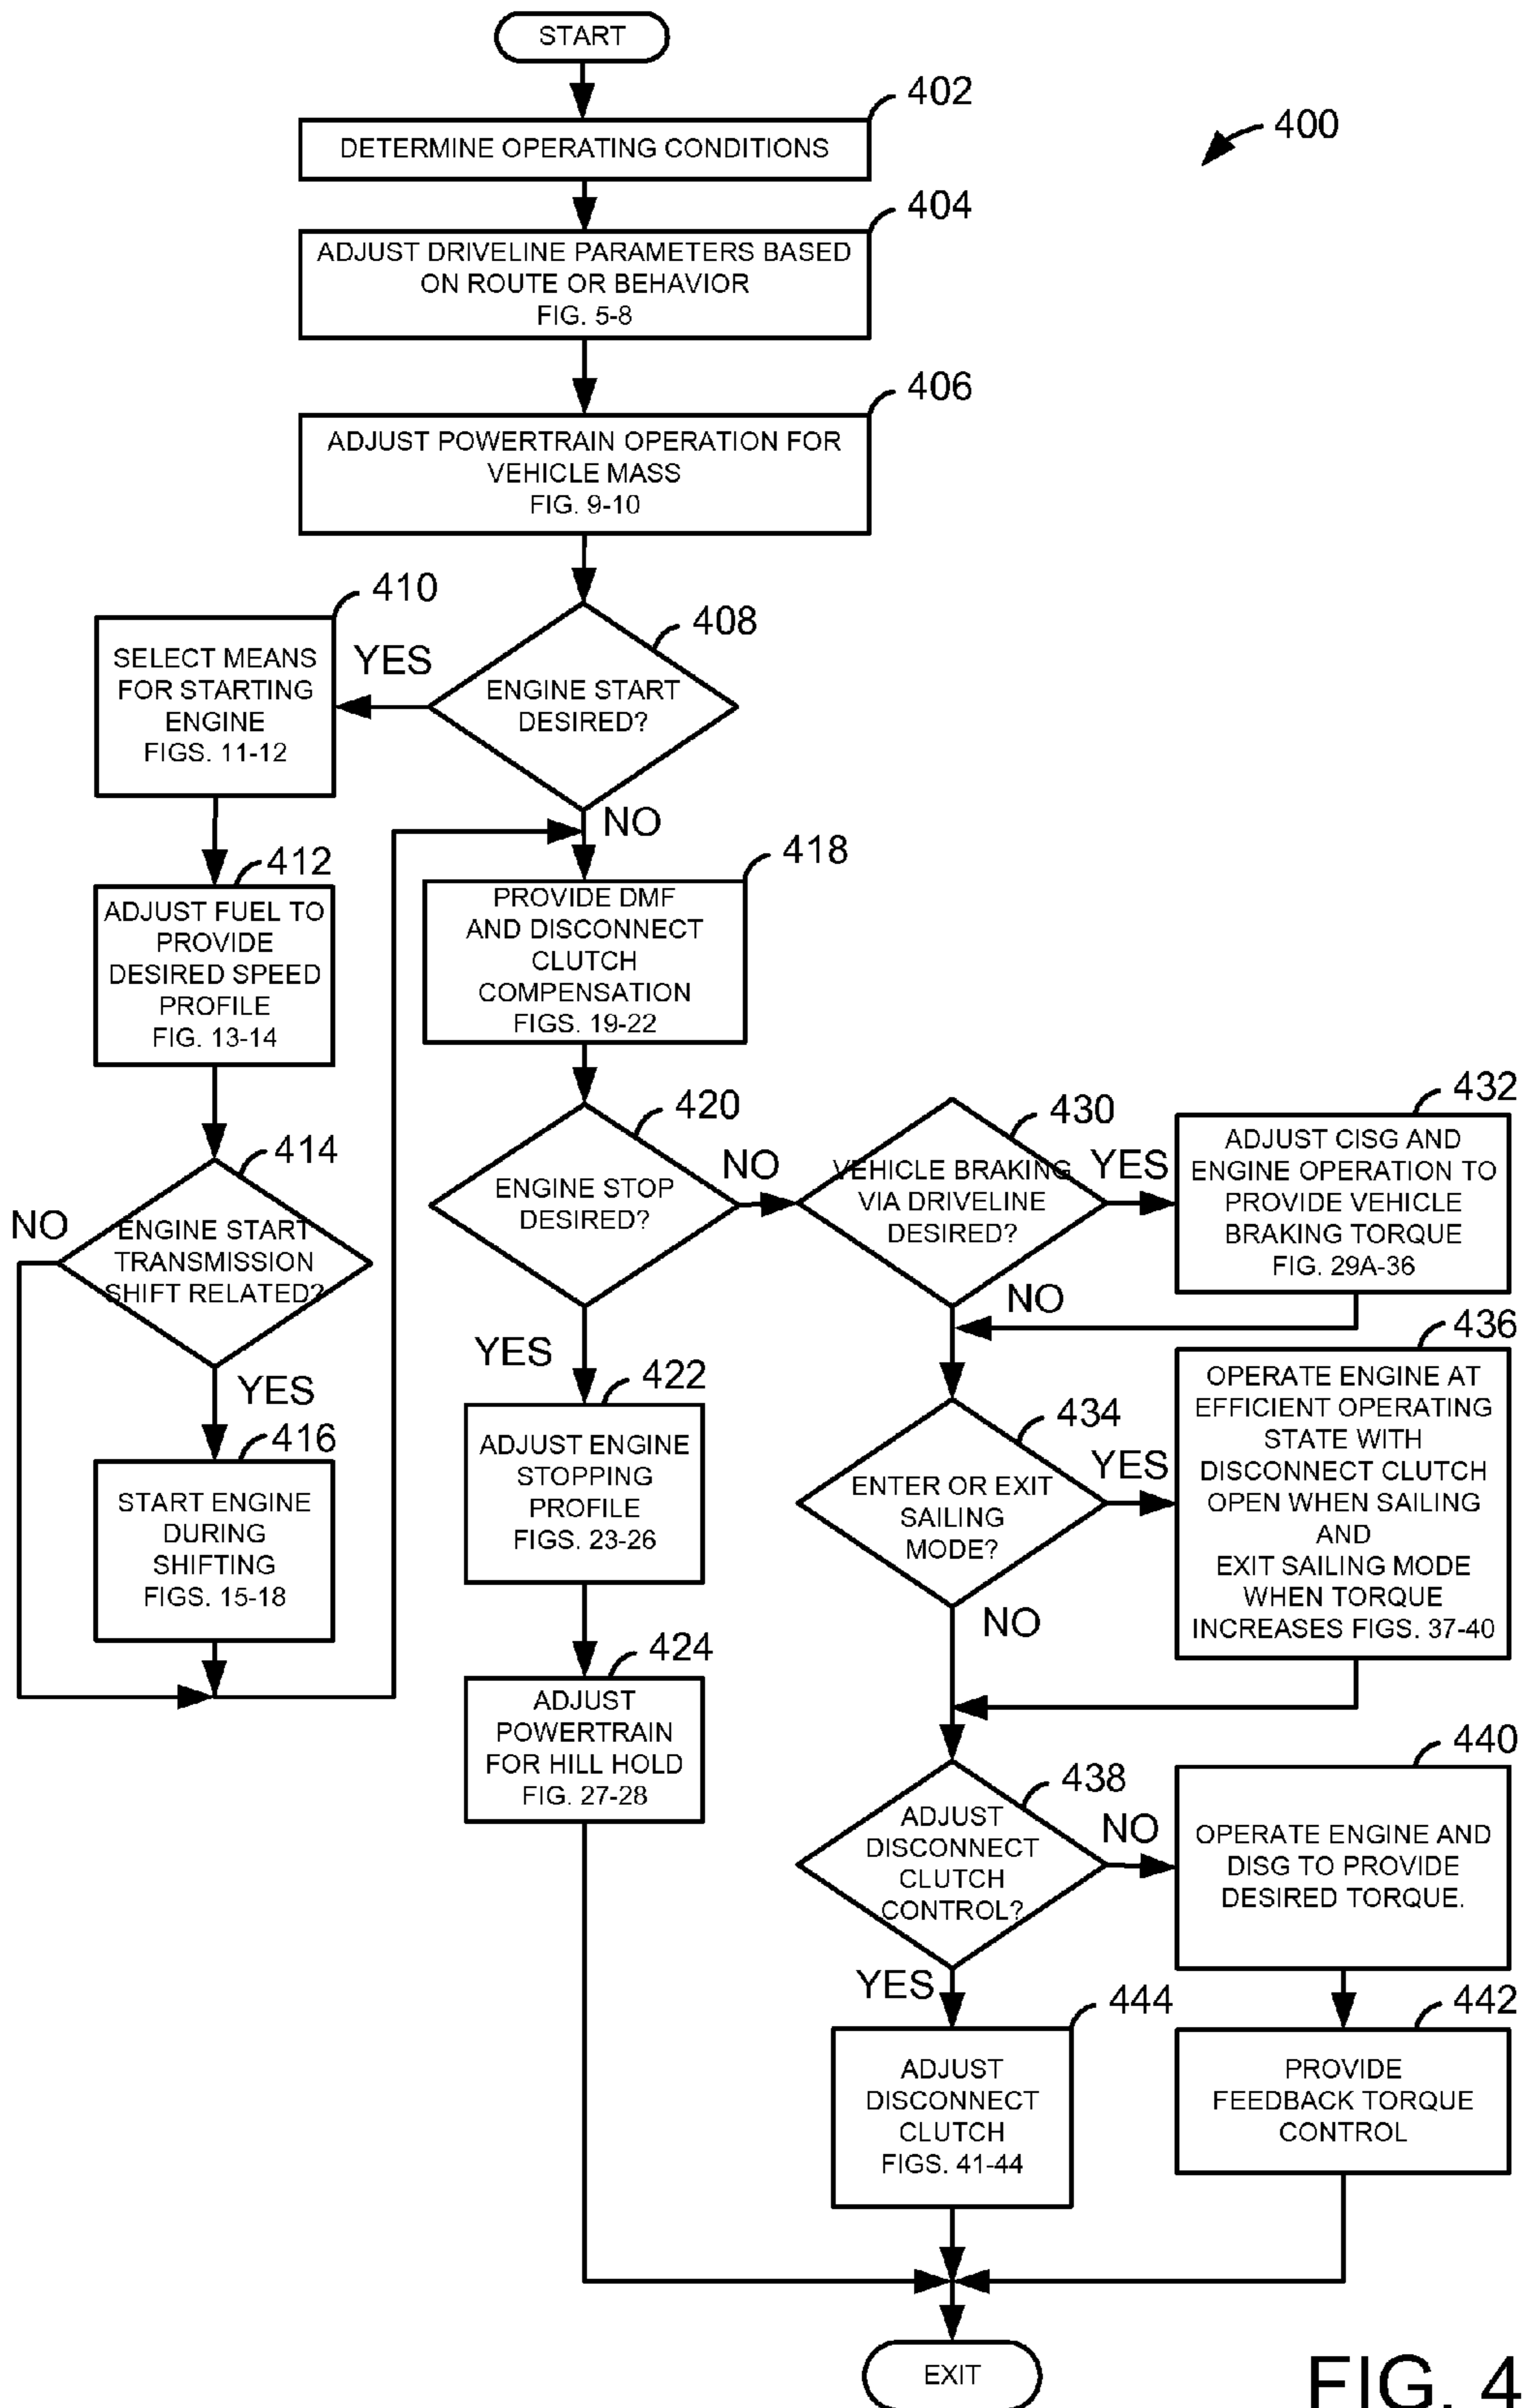 START
402
DETERMINE OPERATING CONDITIONS
400
404
ADJUST DRIVELINE PARAMETERS BASED
ON ROUTE OR BEHAVIOR
FIG. 5-8
406
ADJUST POWERTRAIN OPERATION FOR
VEHICLE MASS
FIG. 9-10
408
ENGINE START
DESIRED?
YES
410
SELECT MEANS
FOR STARTING
ENGINE
FIGS. 11-12
412
ADJUST FUEL TO
PROVIDE
DESIRED SPEED
PROFILE
FIG. 13-14
414
ENGINE START
TRANSMISSION
SHIFT RELATED?
NO
YES
416
START ENGINE
DURING
SHIFTING
FIGS. 15-18
NO
418
PROVIDE DMF
AND DISCONNECT
CLUTCH
COMPENSATION
FIGS. 19-22
420
ENGINE STOP
DESIRED?
NO
YES
422
ADJUST ENGINE
STOPPING
PROFILE
FIGS. 23-26
424
ADJUST
POWERTRAIN
FOR HILL HOLD
FIG. 27-28
430
VEHICLE BRAKING
VIA DRIVELINE
DESIRED?
YES
432
ADJUST CISG AND
ENGINE OPERATION TO
PROVIDE VEHICLE
BRAKING TORQUE
FIG. 29A-36
NO
434
ENTER OR EXIT
SAILING
MODE?
YES
436
OPERATE ENGINE AT
EFFICIENT OPERATING
STATE WITH
DISCONNECT CLUTCH
OPEN WHEN SAILING
AND
EXIT SAILING MODE
WHEN TORQUE
INCREASES FIGS. 37-40
NO
438
ADJUST
DISCONNECT
CLUTCH
CONTROL?
NO
440
OPERATE ENGINE AND
DISG TO PROVIDE
DESIRED TORQUE.
YES
444
ADJUST
DISCONNECT
CLUTCH
FIGS. 41-44
442
PROVIDE
FEEDBACK TORQUE
CONTROL
EXIT
FIG. 4